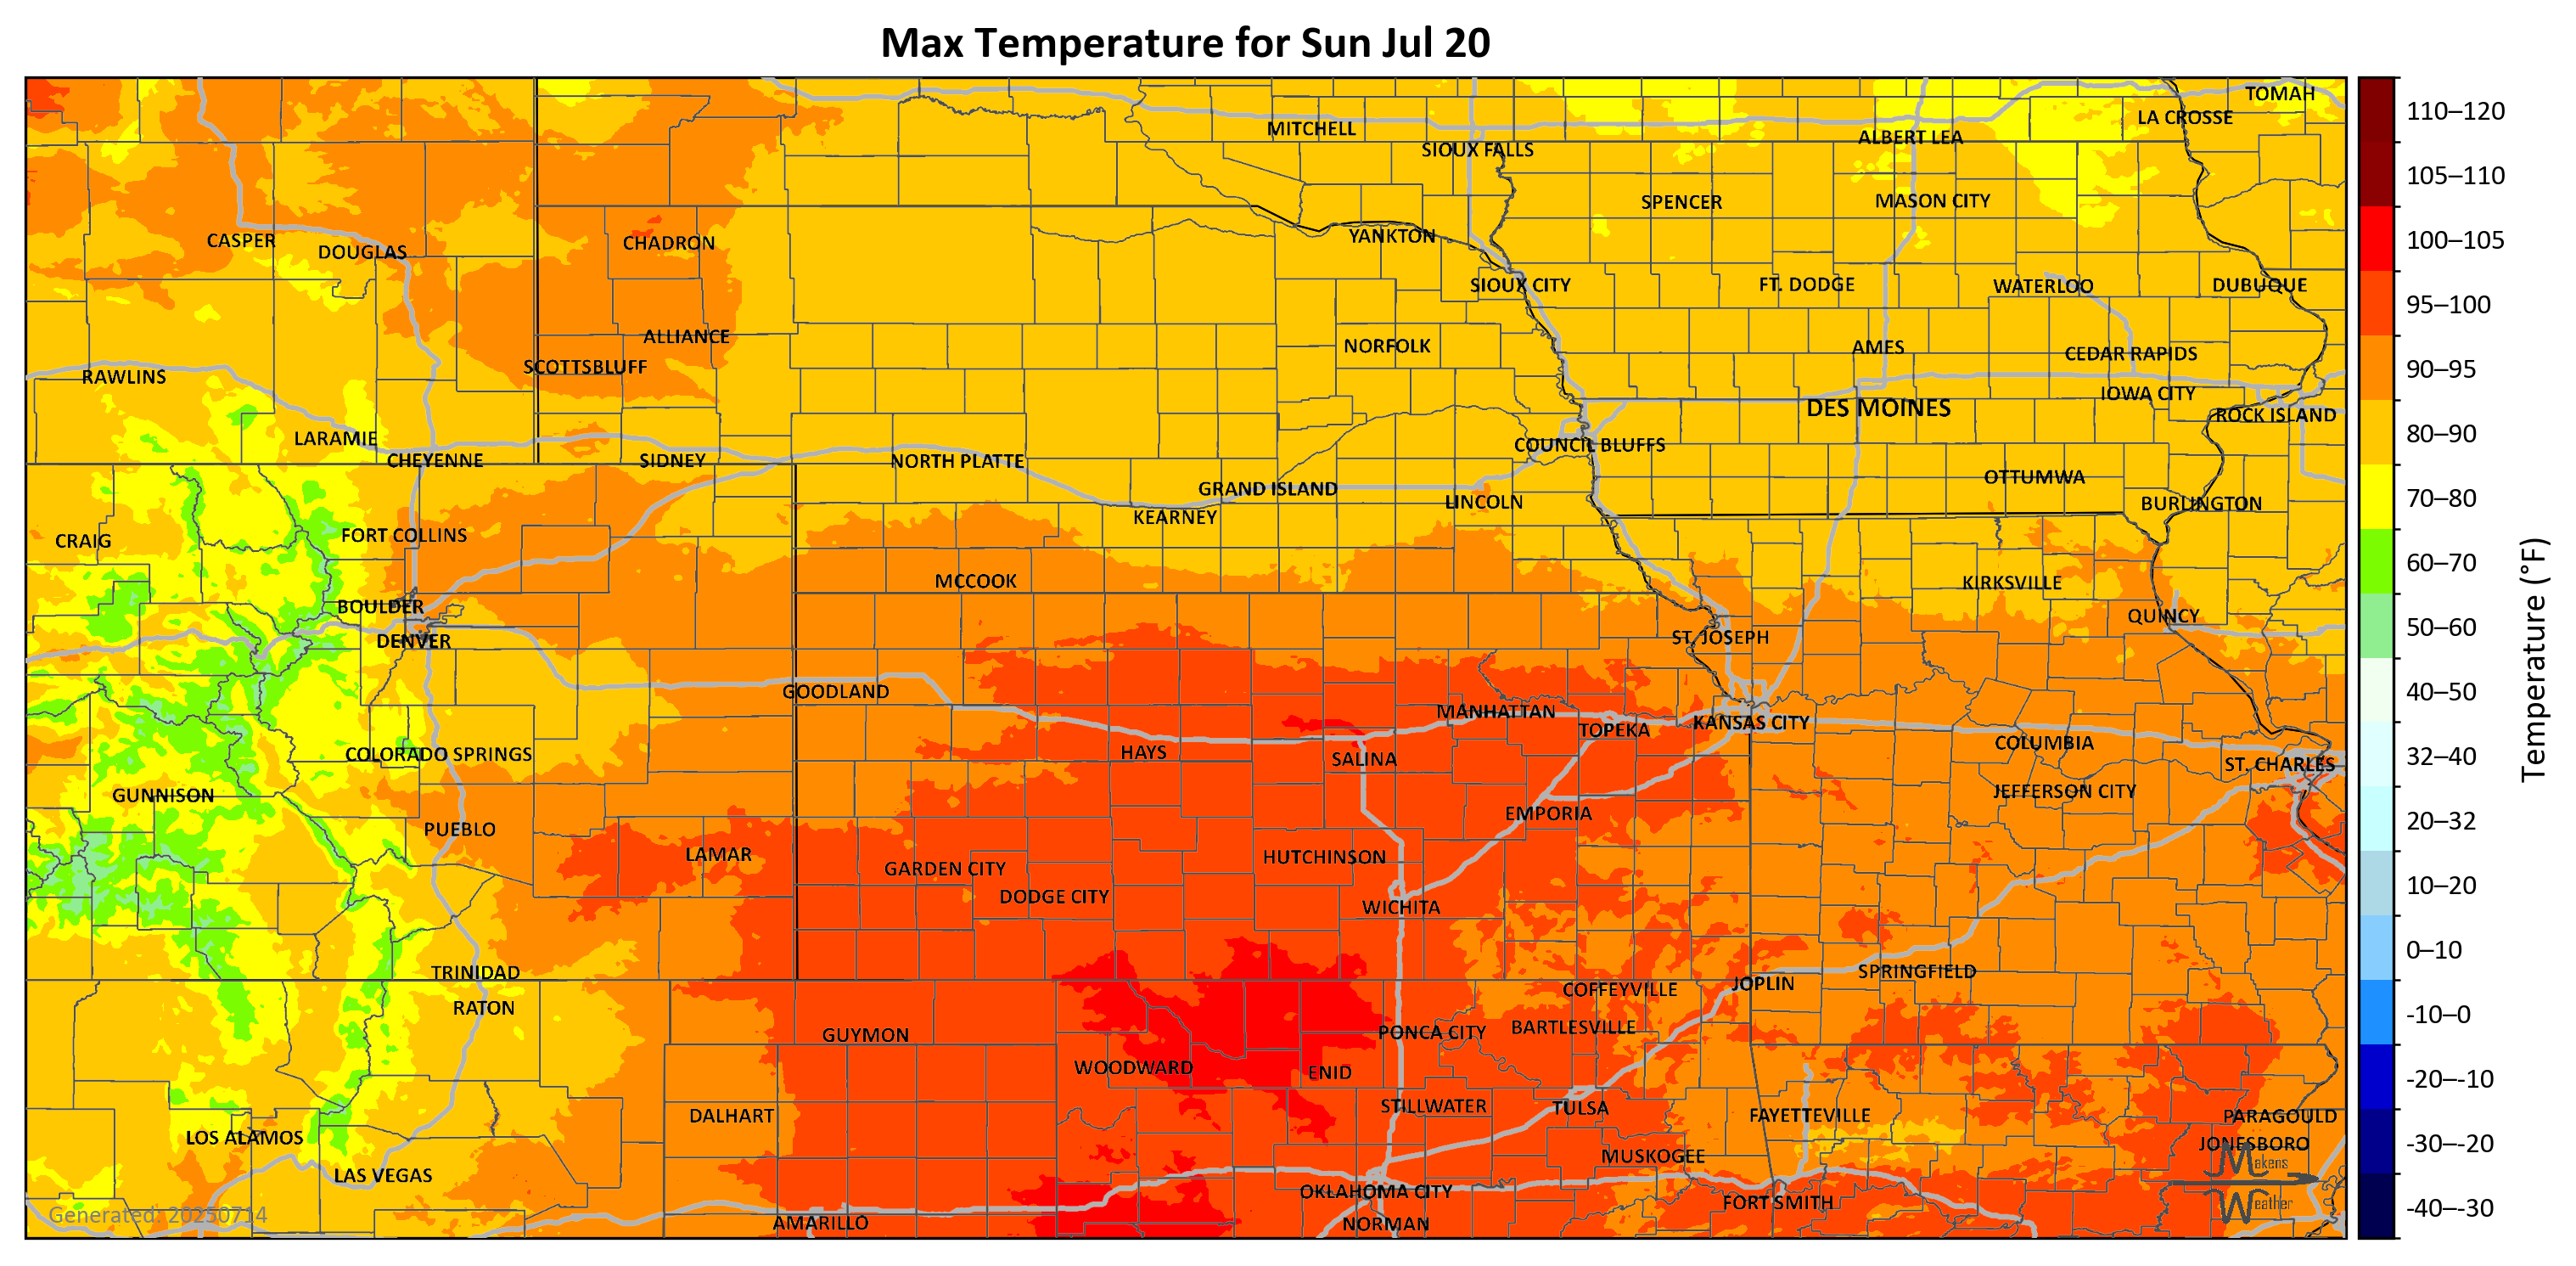 Max Temperature for Sun Jul 20
TOMAH
LA CROSSE
MITCHELL
ALBERT LEA
SIOUX FALLS
SPENCER
MASON CITY
CASPER
DOUGLAS
CHADRON
YANKTON
SIOUX CITY
FT. DODGE
WATERLOO
DUBUQUE
ALLIANCE
NORFOLK
AMES
CEDAR RAPIDS
SCOTTSBLUFF
RAWLINS
IOWA CITY
DES MOINES
ROCK ISLAND
LARAMIE
COUNCIL BLUFFS
CHEYENNE
SIDNEY
NORTH PLATTE
OTTUMWA
GRAND ISLAND
LINCOLN
BURLINGTON
KEARNEY
FORT COLLINS
CRAIG
MCCOOK
KIRKSVILLE
BOULDER
QUINCY
DENVER
ST. JOSEPH
GOODLAND
MANHATTAN
TOPEKA
KANSAS CITY
COLUMBIA
COLORADO SPRINGS
HAYS
SALINA
ST. CHARLES
GUNNISON
JEFFERSON CITY
EMPORIA
PUEBLO
LAMAR
HUTCHINSON
GARDEN CITY
DODGE CITY
WICHITA
TRINIDAD
SPRINGFIELD
JOPLIN
COFFEYVILLE
RATON
GUYMON
PONCA CITY
BARTLESVILLE
WOODWARD
ENID
STILLWATER
TULSA
DALHART
FAYETTEVILLE
PARAGOULD
LOS ALAMOS
JONESBORO
MUSKOGEE
LAS VEGAS
OKLAHOMA CITY
FORT SMITH
AMARILLO
NORMAN
Makens
Weather
Generated: 20250714
110–120
105–110
100–105
95–100
90–95
80–90
70–80
60–70
50–60
40–50
32–40
20–32
10–20
0–10
-10–0
-20–-10
-30–-20
-40–-30
Temperature (°F)